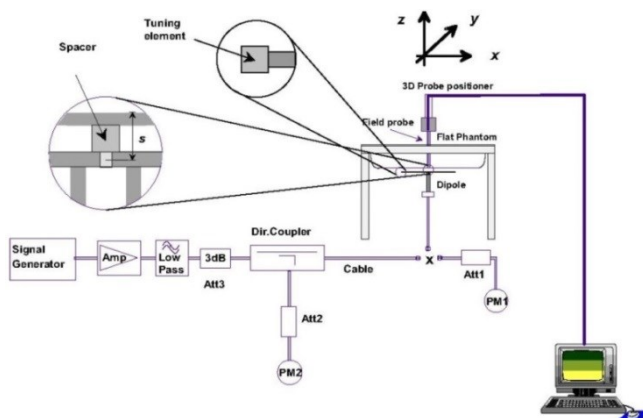 Tuning
element
z
y
x
Spacer
3D Probe positioner
Field probe
Flat Phantom
s
Dipole
Signal
Generator
Amp
Low
Pass
3dB
Att3
Dir.Coupler
Cable
x
Att1
PM1
Att2
PM2